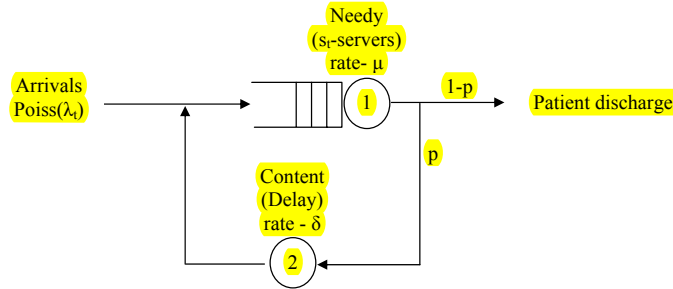 Needy
(sₜ-servers)
rate- μ
Arrivals
Poiss(λₜ)
1
1-p
Patient discharge
p
Content
(Delay)
rate - δ
2